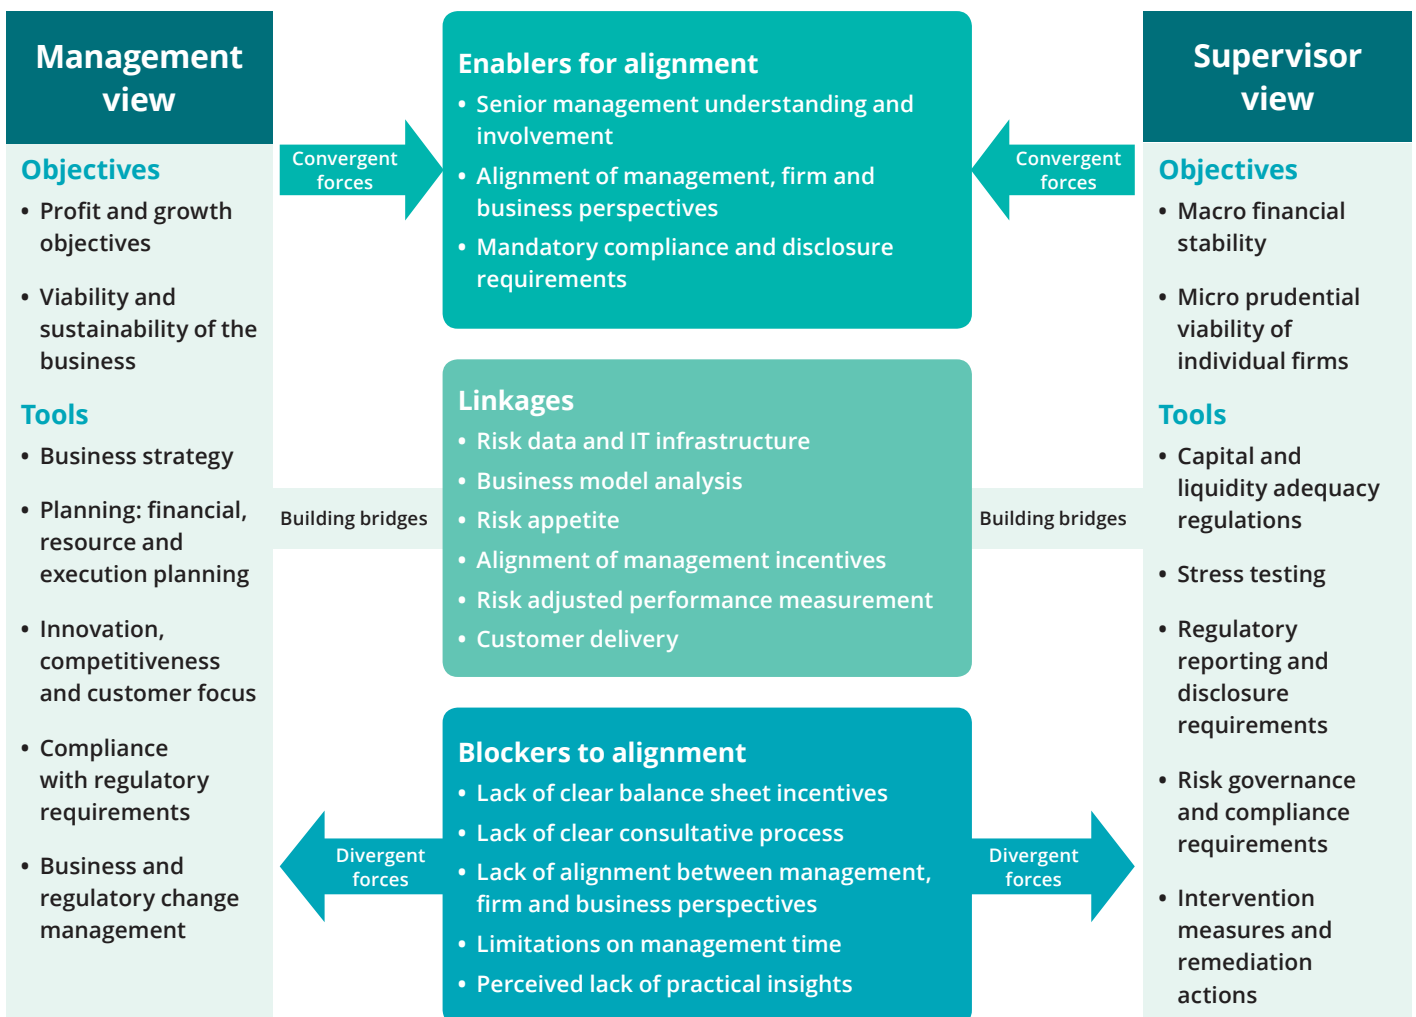 Management
view
Objectives
• Profit and growth
objectives
• Viability and
sustainability of the
business
Tools
• Business strategy
• Planning: financial,
resource and
execution planning
• Innovation,
competitiveness
and customer focus
• Compliance
with regulatory
requirements
• Business and
regulatory change
management
Convergent
forces
Building bridges
Divergent
forces
Enablers for alignment
• Senior management understanding and
involvement
• Alignment of management, firm and
business perspectives
• Mandatory compliance and disclosure
requirements
Linkages
• Risk data and IT infrastructure
• Business model analysis
• Risk appetite
• Alignment of management incentives
• Risk adjusted performance measurement
• Customer delivery
Blockers to alignment
• Lack of clear balance sheet incentives
• Lack of clear consultative process
• Lack of alignment between management,
firm and business perspectives
• Limitations on management time
• Perceived lack of practical insights
Convergent
forces
Building bridges
Divergent
forces
Supervisor
view
Objectives
• Macro financial
stability
• Micro prudential
viability of
individual firms
Tools
• Capital and
liquidity adequacy
regulations
• Stress testing
• Regulatory
reporting and
disclosure
requirements
• Risk governance
and compliance
requirements
• Intervention
measures and
remediation
actions